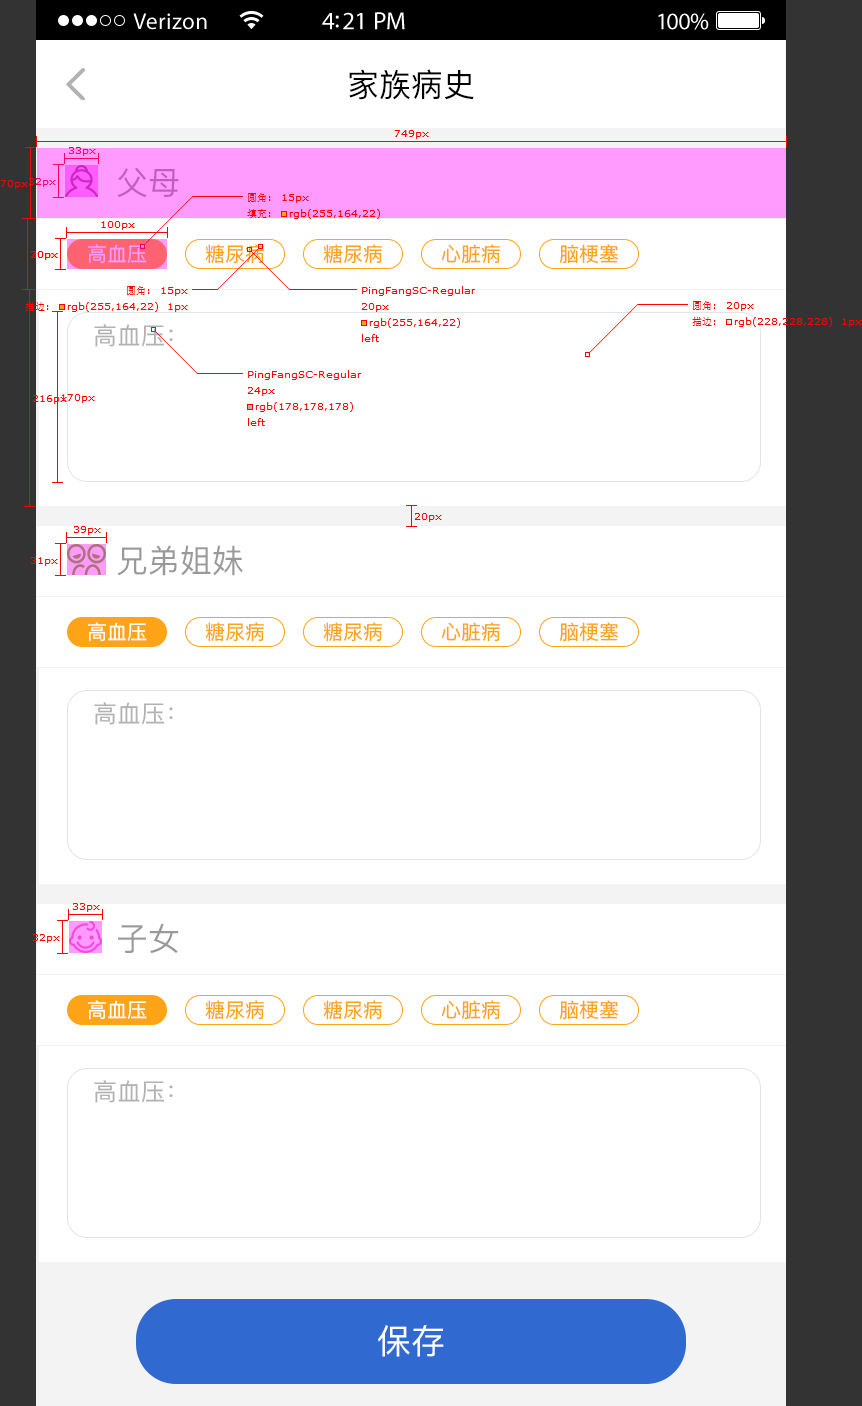 Verizon 4:21 PM 100%
家族病史
749px
33px
70px
32px
父母
圆角： 15px
填充： rgb(255,164,22)
100px
30px
高血压 糖尿病 糖尿病 心脏病 脑梗塞
圆角： 15px
描边： rgb(255,164,22) 1px
PingFangSC-Regular
20px
rgb(255,164,22)
left
圆角： 20px
描边： rgb(228,228,228) 1px
高血压：
PingFangSC-Regular
24px
rgb(178,178,178)
left
216px
170px
20px
39px
31px
兄弟姐妹
高血压 糖尿病 糖尿病 心脏病 脑梗塞
高血压：
33px
32px
子女
高血压 糖尿病 糖尿病 心脏病 脑梗塞
高血压：
保存